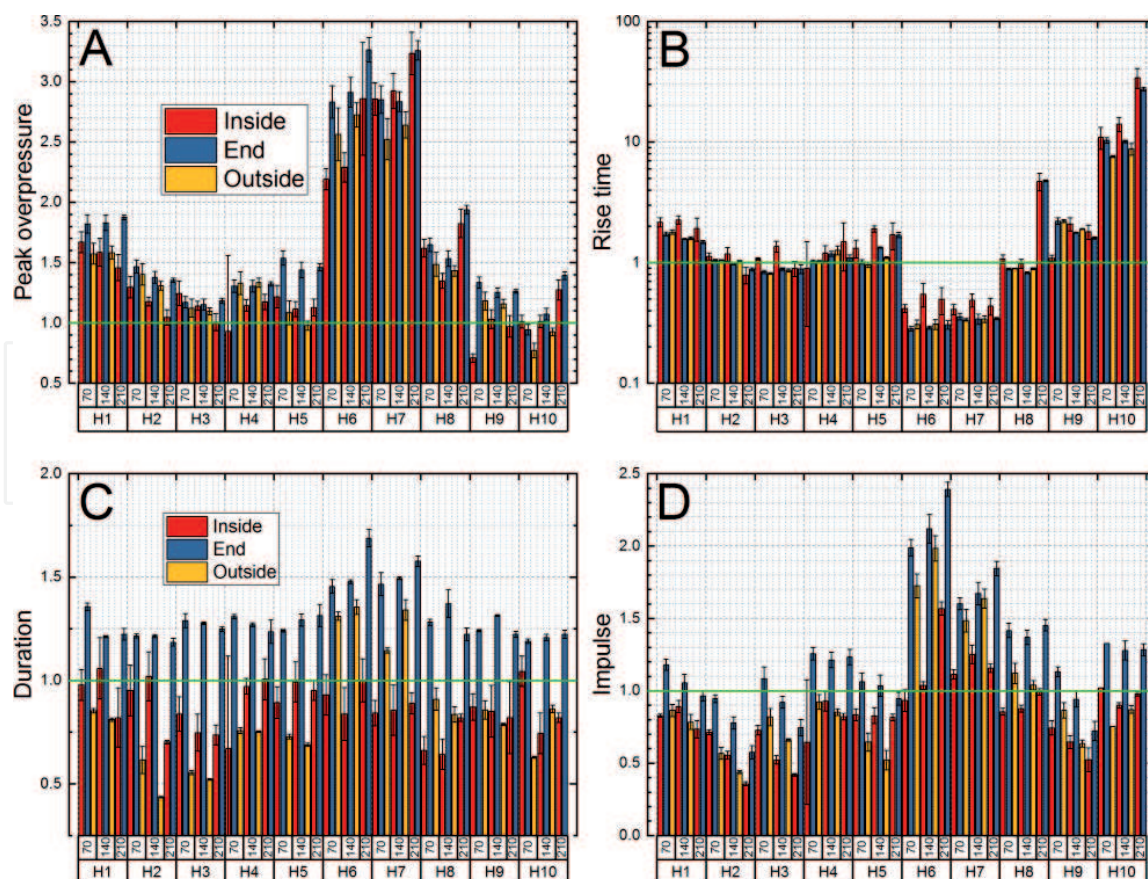 A
Peak overpressure
3.5
3.0
2.5
2.0
1.5
1.0
0.5
Inside
End
Outside
70 140 210 70 140 210 70 140 210 70 140 210 70 140 210 70 140 210 70 140 210 70 140 210 70 140 210 70 140 210
H1 H2 H3 H4 H5 H6 H7 H8 H9 H10
B
Rise time
100
10
1
0.1
70 140 210 70 140 210 70 140 210 70 140 210 70 140 210 70 140 210 70 140 210 70 140 210 70 140 210 70 140 210
H1 H2 H3 H4 H5 H6 H7 H8 H9 H10
C
Duration
2.0
1.5
1.0
0.5
Inside
End
Outside
70 140 210 70 140 210 70 140 210 70 140 210 70 140 210 70 140 210 70 140 210 70 140 210 70 140 210 70 140 210
H1 H2 H3 H4 H5 H6 H7 H8 H9 H10
D
Impulse
2.5
2.0
1.5
1.0
0.5
0.0
70 140 210 70 140 210 70 140 210 70 140 210 70 140 210 70 140 210 70 140 210 70 140 210 70 140 210 70 140 210
H1 H2 H3 H4 H5 H6 H7 H8 H9 H10